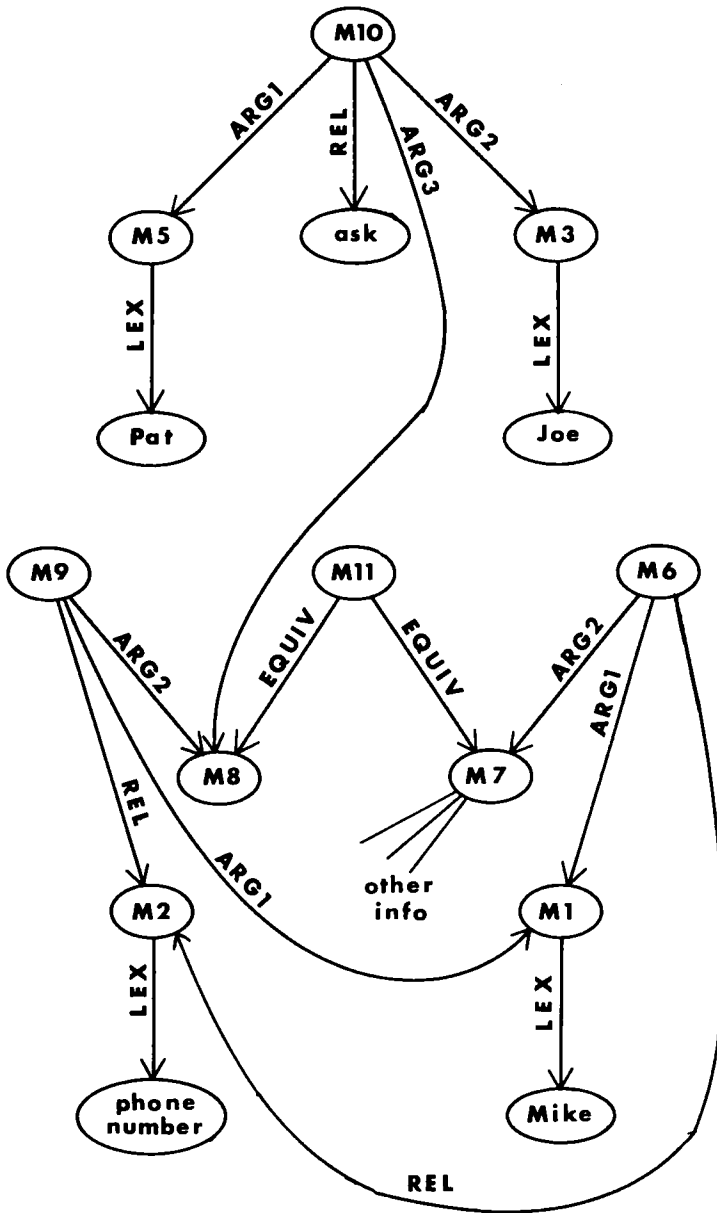 M10
ARG1
REL
ARG3
ARG2
M5
ask
M3
LEX
LEX
Pat
Joe
M9
M11
M6
ARG2
EQUIV
EQUIV
ARG2
ARG1
M8
M7
REL
ARG1
other
info
M2
M1
LEX
LEX
phone
number
Mike
REL